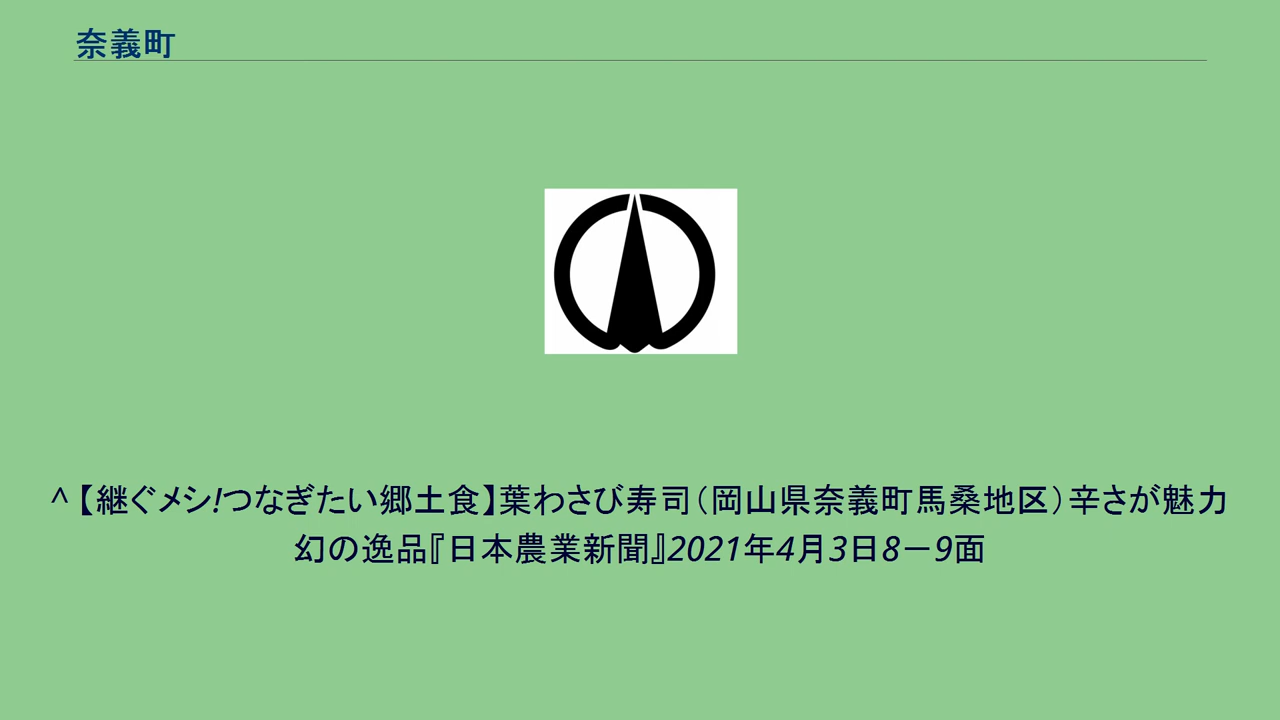 奈義町
^ 【継ぐメシ!つなぎたい郷土食】葉わさび寿司（岡山県奈義町馬桑地区）辛さが魅力
幻の逸品『日本農業新聞』2021年4月3日8－9面